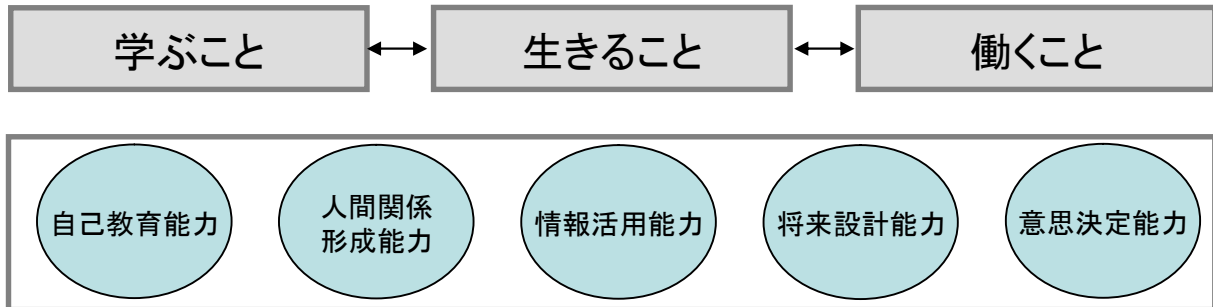 学ぶこと
生きること
働くこと
自己教育能力
人間関係
形成能力
情報活用能力
将来設計能力
意思決定能力